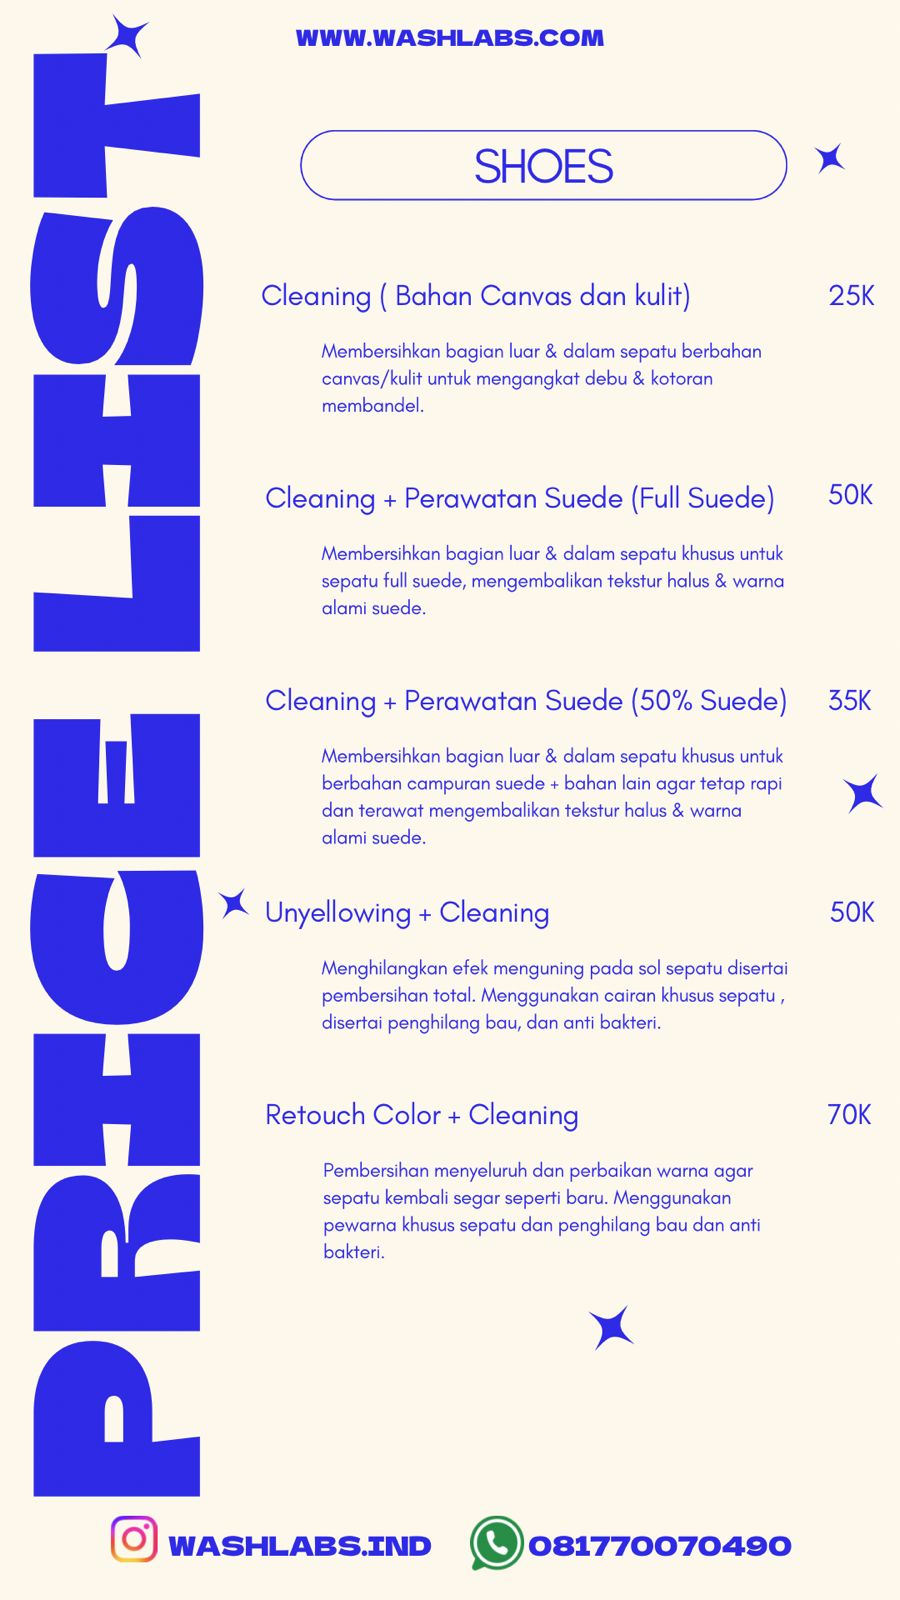 WWW.WASHLABS.COM
PRICE LIST
SHOES
Cleaning ( Bahan Canvas dan kulit) 25K
Membersihkan bagian luar & dalam sepatu berbahan
canvas/kulit untuk mengangkat debu & kotoran
membandel.
Cleaning + Perawatan Suede (Full Suede) 50K
Membersihkan bagian luar & dalam sepatu khusus untuk
sepatu full suede, mengembalikan tekstur halus & warna
alami suede.
Cleaning + Perawatan Suede (50% Suede) 35K
Membersihkan bagian luar & dalam sepatu khusus untuk
berbahan campuran suede + bahan lain agar tetap rapi
dan terawat mengembalikan tekstur halus & warna
alami suede.
Unyellowing + Cleaning 50K
Menghilangkan efek menguning pada sol sepatu disertai
pembersihan total. Menggunakan cairan khusus sepatu ,
disertai penghilang bau, dan anti bakteri.
Retouch Color + Cleaning 70K
Pembersihan menyeluruh dan perbaikan warna agar
sepatu kembali segar seperti baru. Menggunakan
pewarna khusus sepatu dan penghilang bau dan anti
bakteri.
WASHLABS.IND 081770070490